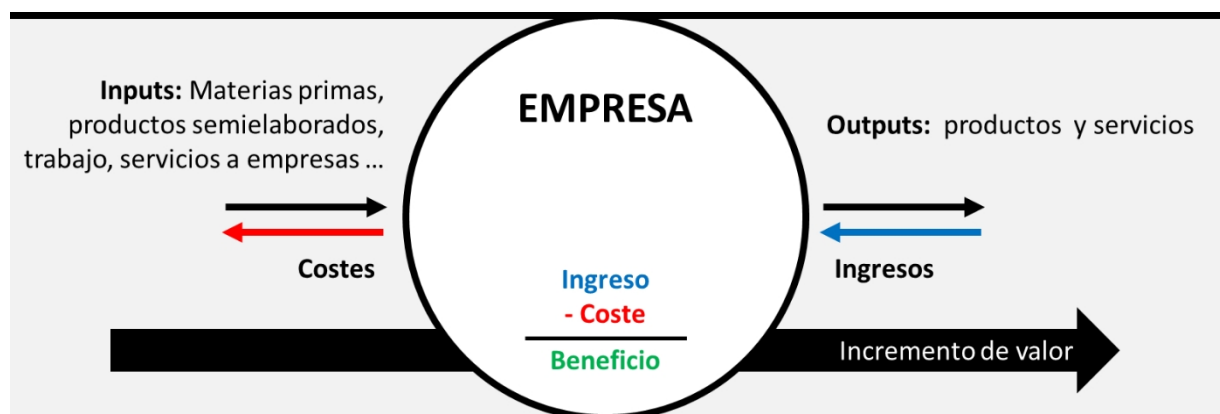 Inputs: Materias primas,
productos semielaborados,
trabajo, servicios a empresas ...
Costes
EMPRESA
Ingreso
- Coste
Beneficio
Outputs: productos y servicios
Ingresos
Incremento de valor